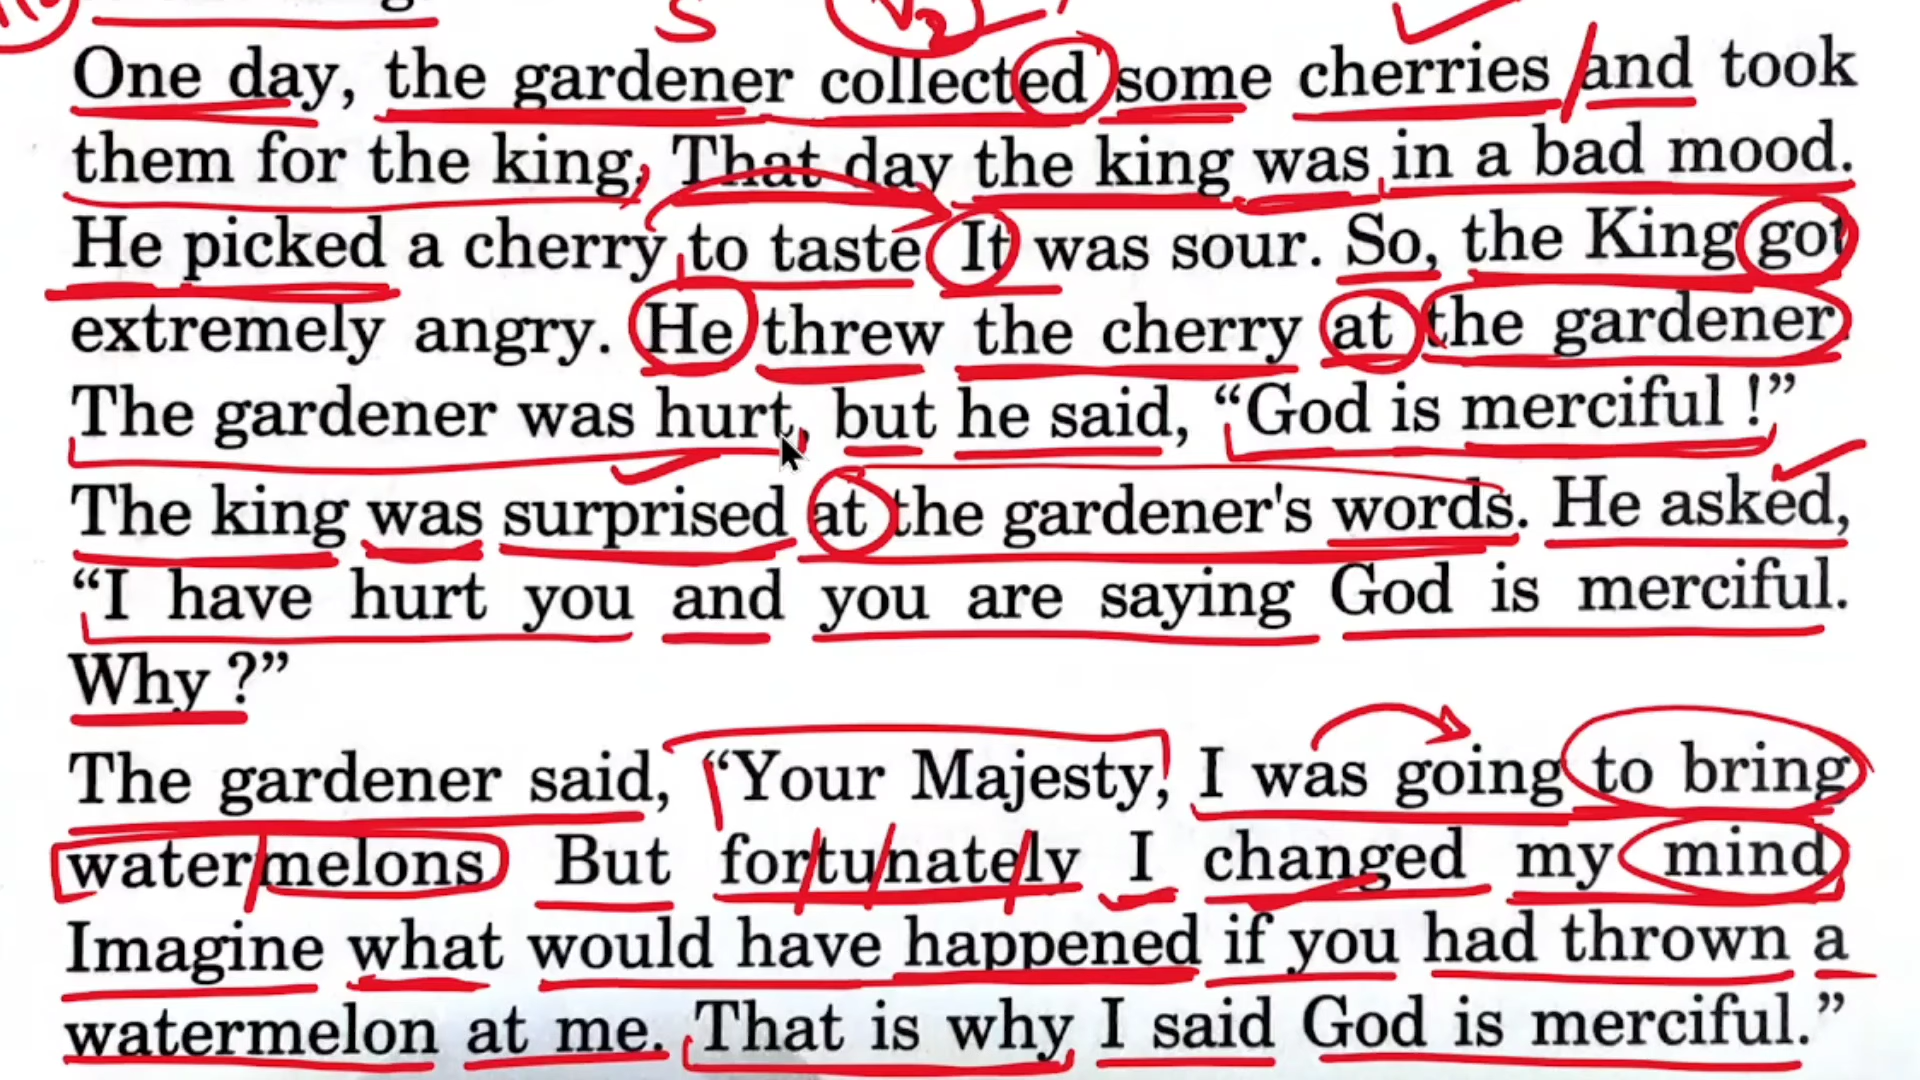 S V2
One day, the gardener collected some cherries and took
them for the king, That day the king was in a bad mood.
He picked a cherry to taste It was sour. So, the King got
extremely angry. He threw the cherry at the gardener
The gardener was hurt, but he said, “God is merciful !”
The king was surprised at the gardener's words. He asked,
“I have hurt you and you are saying God is merciful.
Why ?”
The gardener said, “Your Majesty, I was going to bring
watermelons But fortunately I changed my mind
Imagine what would have happened if you had thrown a
watermelon at me. That is why I said God is merciful.”